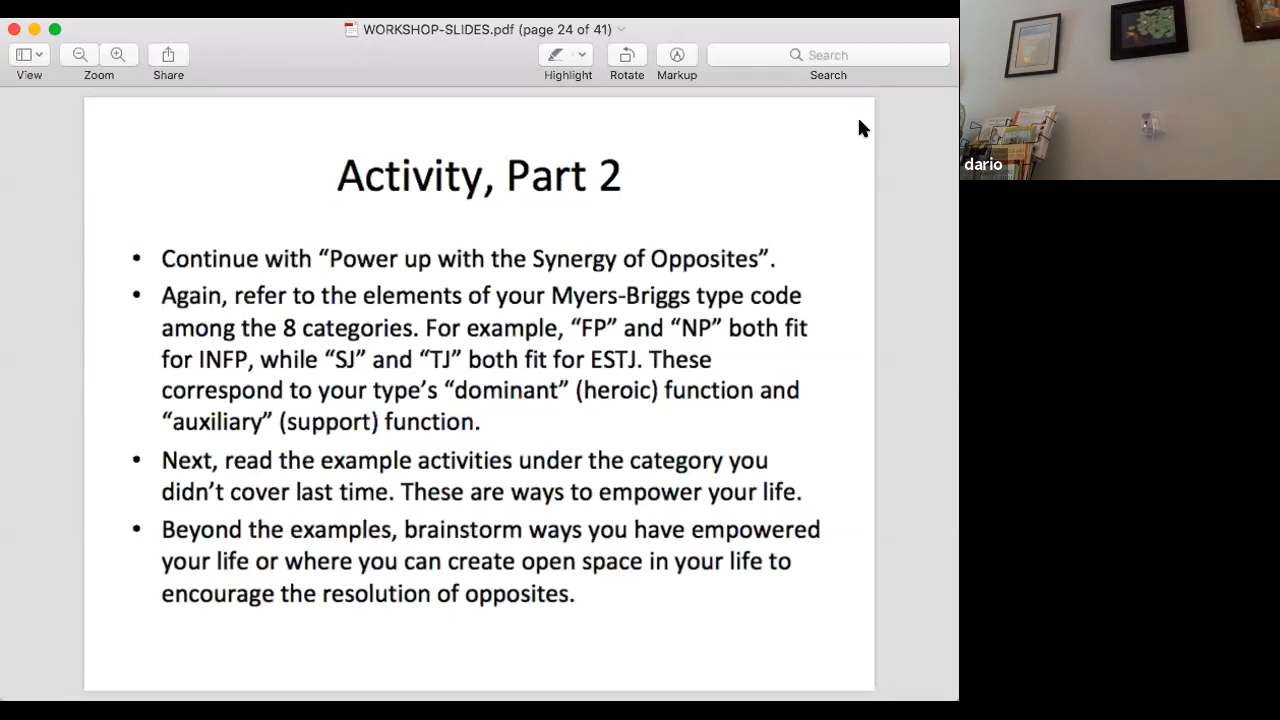 WORKSHOP-SLIDES.pdf (page 24 of 41)
View
Zoom
Share
Highlight
Rotate
Markup
Search
Search
Activity, Part 2
• Continue with “Power up with the Synergy of Opposites”.
• Again, refer to the elements of your Myers-Briggs type code
among the 8 categories. For example, “FP” and “NP” both fit
for INFP, while “SJ” and “TJ” both fit for ESTJ. These
correspond to your type’s “dominant” (heroic) function and
“auxiliary” (support) function.
• Next, read the example activities under the category you
didn’t cover last time. These are ways to empower your life.
• Beyond the examples, brainstorm ways you have empowered
your life or where you can create open space in your life to
encourage the resolution of opposites.
dario